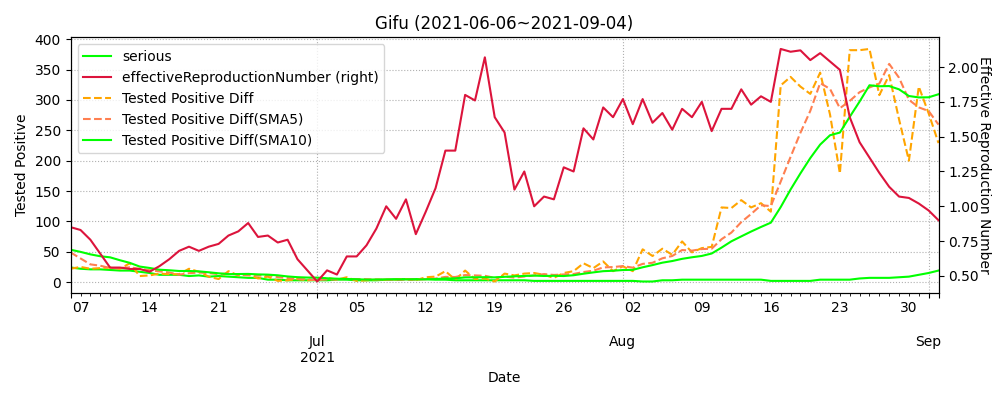 Gifu (2021-06-06~2021-09-04)
serious
effectiveReproductionNumber (right)
Tested Positive Diff
Tested Positive Diff(SMA5)
Tested Positive Diff(SMA10)
400
350
300
250
200
150
100
50
0
Tested Positive
2.00
1.75
1.50
1.25
1.00
0.75
0.50
Effective Reproduction Number
07 14 21 28 05 12 19 26 02 09 16 23 30
Jul Aug Sep
2021
Date